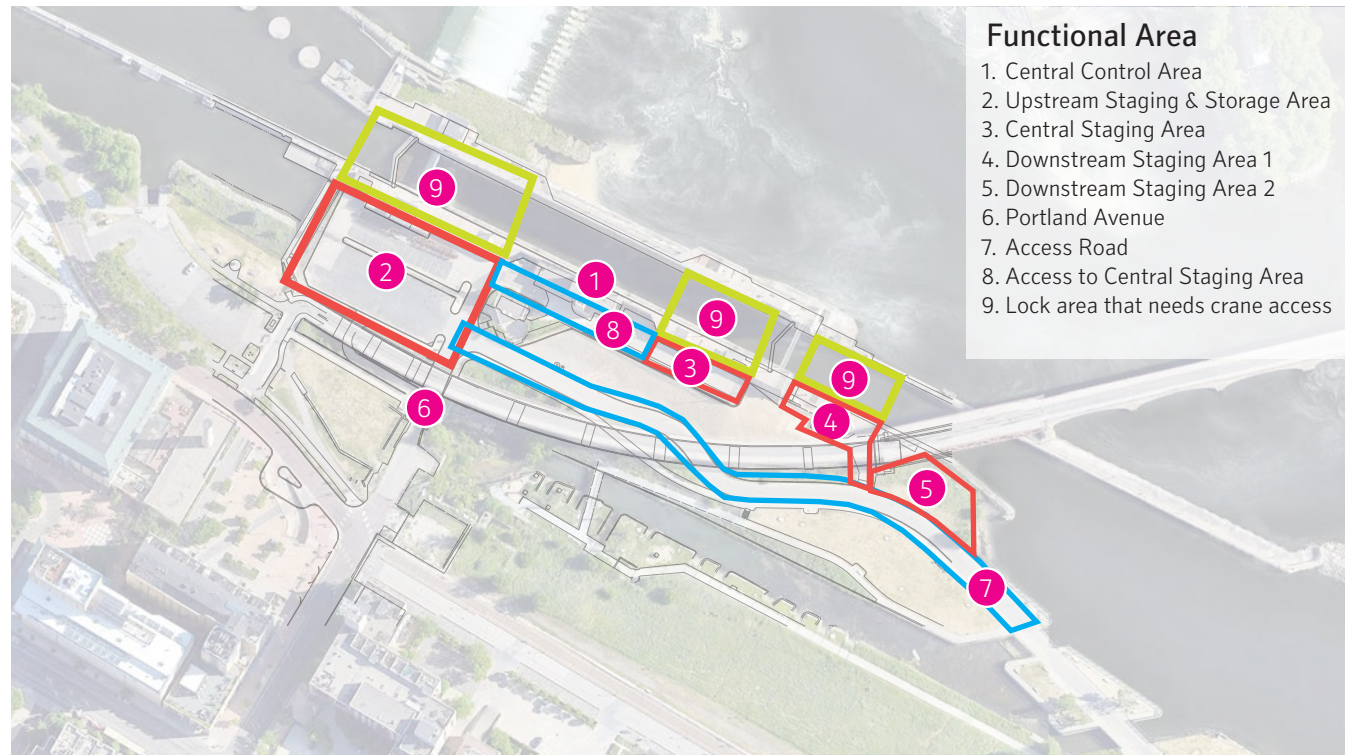 Functional Area
1. Central Control Area
2. Upstream Staging & Storage Area
3. Central Staging Area
4. Downstream Staging Area 1
5. Downstream Staging Area 2
6. Portland Avenue
7. Access Road
8. Access to Central Staging Area
9. Lock area that needs crane access
9
2
1
8
9
3
9
6
4
5
7